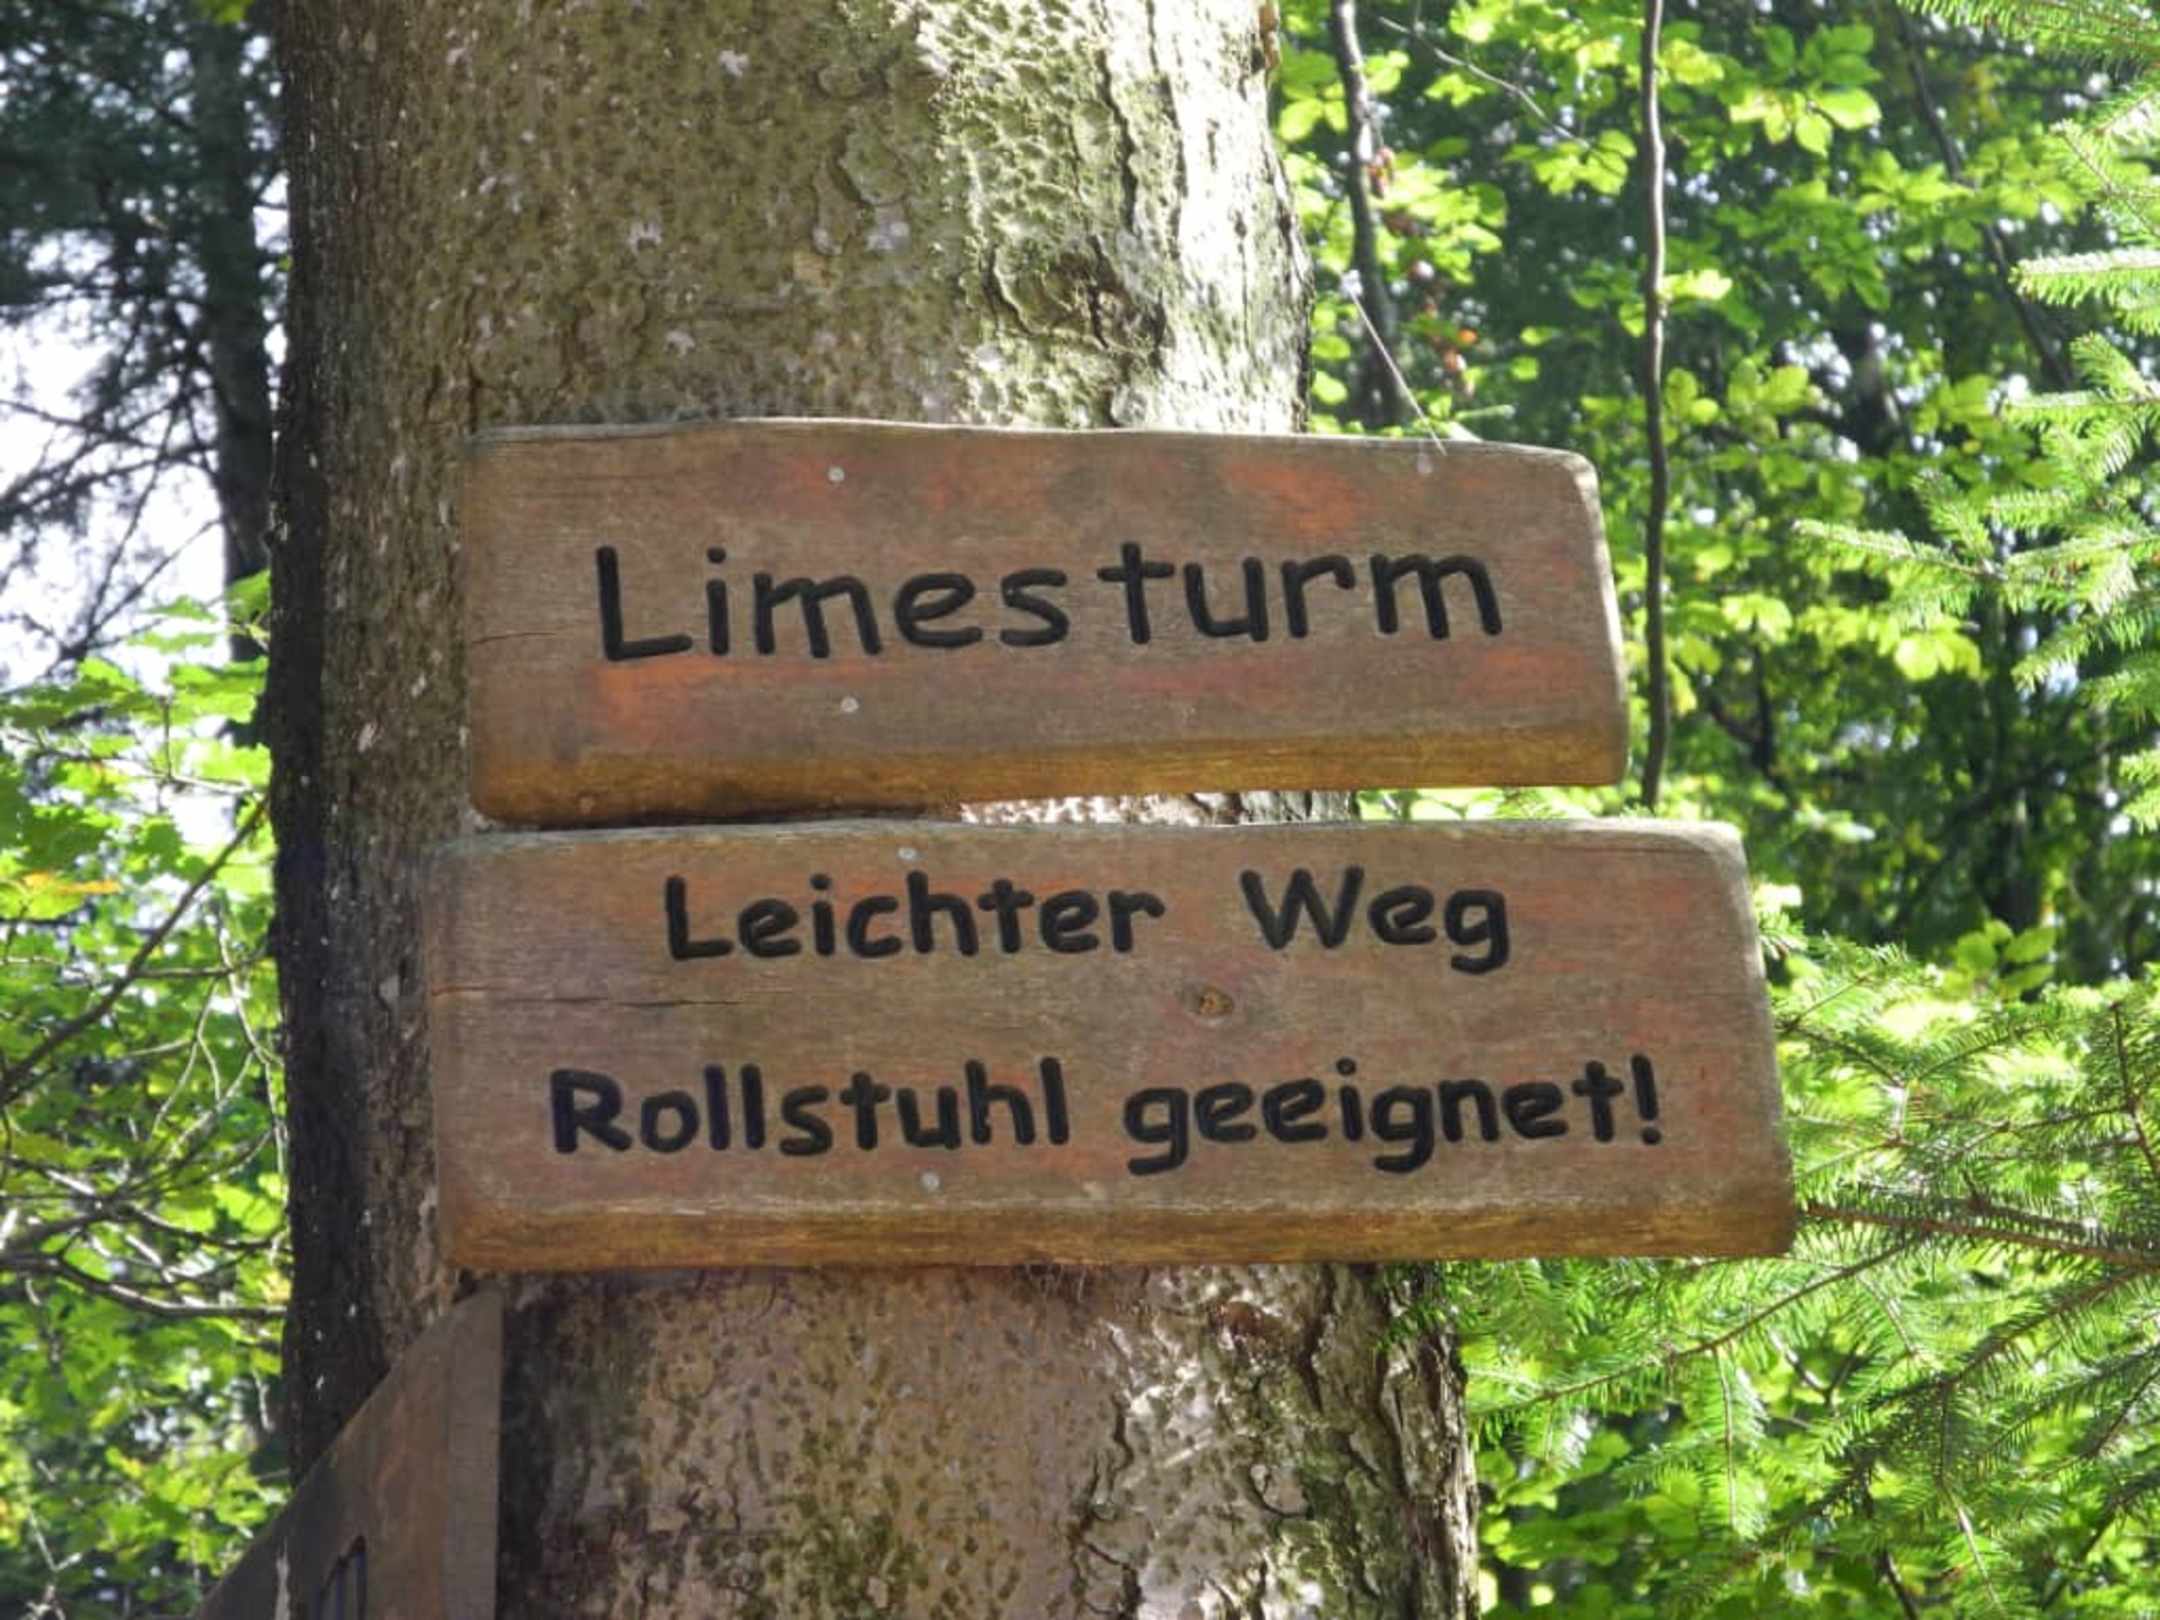 Limesturm
Leichter Weg
Rollstuhl geeignet!